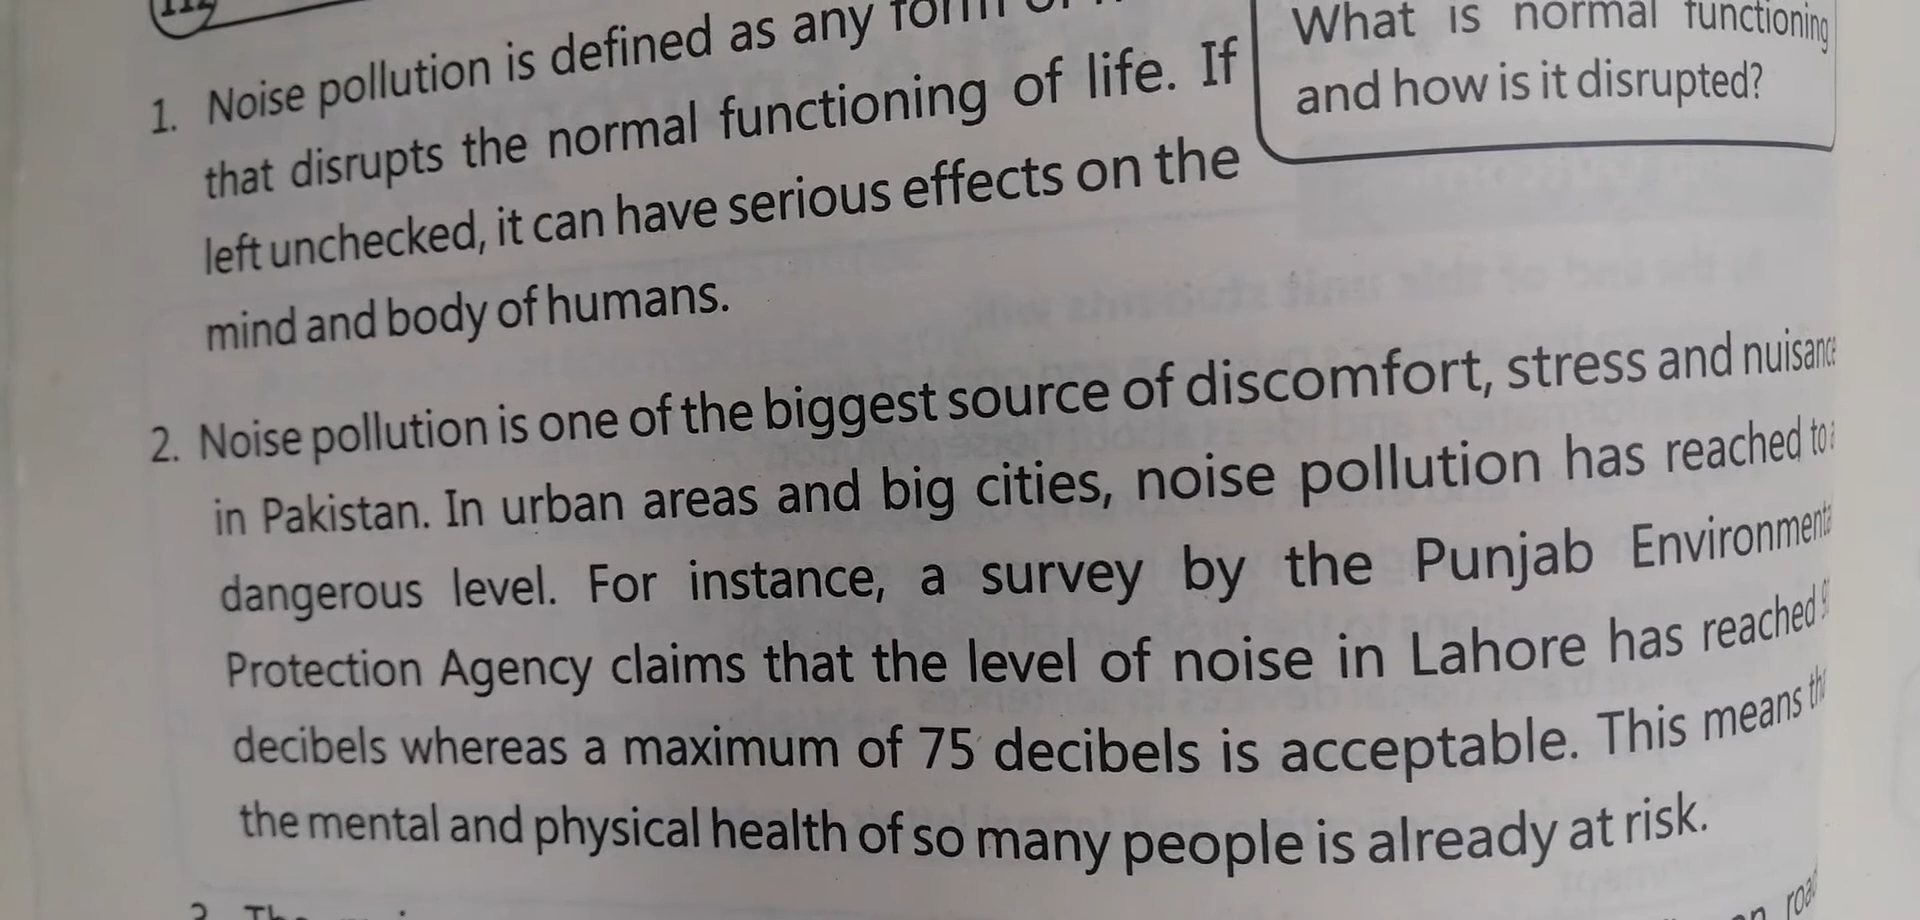 1. Noise pollution is defined as any form of
that disrupts the normal functioning of life. If
left unchecked, it can have serious effects on the
mind and body of humans.
What is normal functioning
and how is it disrupted?
2. Noise pollution is one of the biggest source of discomfort, stress and nuisance
in Pakistan. In urban areas and big cities, noise pollution has reached to
dangerous level. For instance, a survey by the Punjab Environmental
Protection Agency claims that the level of noise in Lahore has reached
decibels whereas a maximum of 75 decibels is acceptable. This means
the mental and physical health of so many people is already at risk.